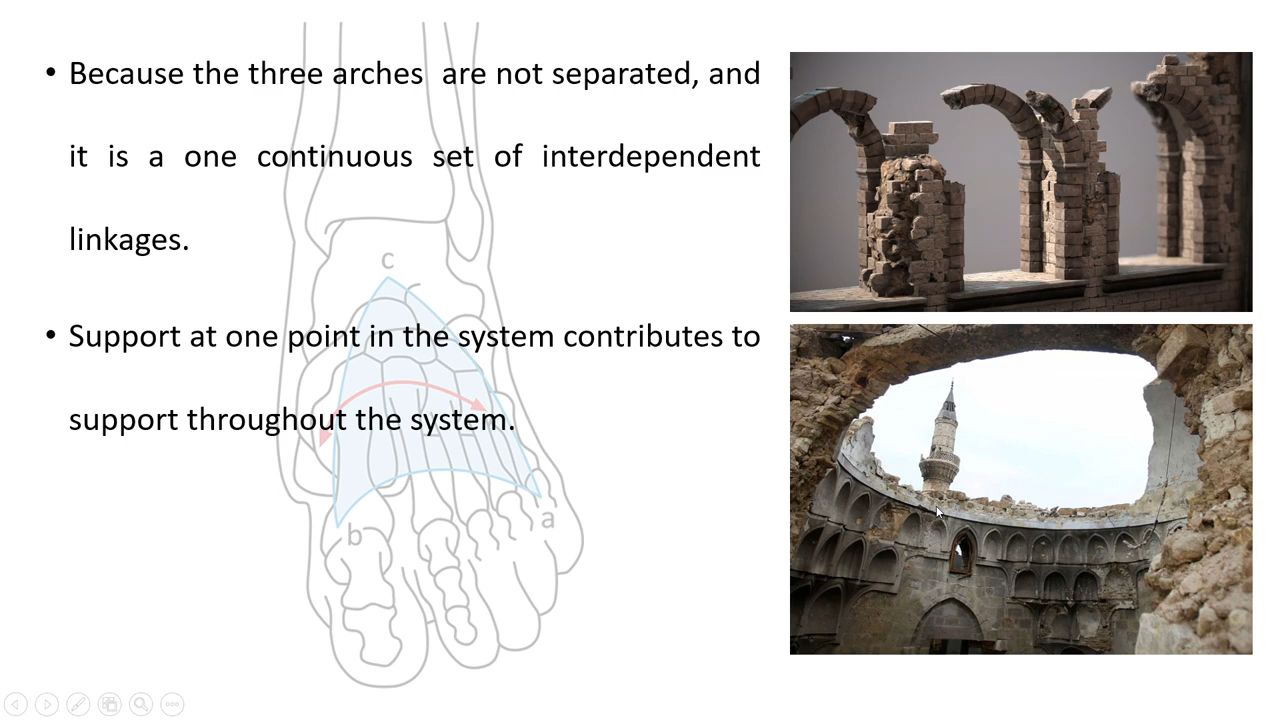 • Because the three arches  are not separated, and
it is a one continuous set of interdependent
linkages.
• Support at one point in the system contributes to
support throughout the system.
c
b
a